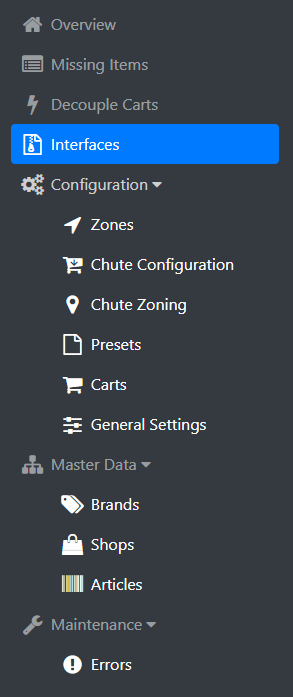 Overview
Missing Items
Decouple Carts
Interfaces
Configuration
Zones
Chute Configuration
Chute Zoning
Presets
Carts
General Settings
Master Data
Brands
Shops
Articles
Maintenance
Errors